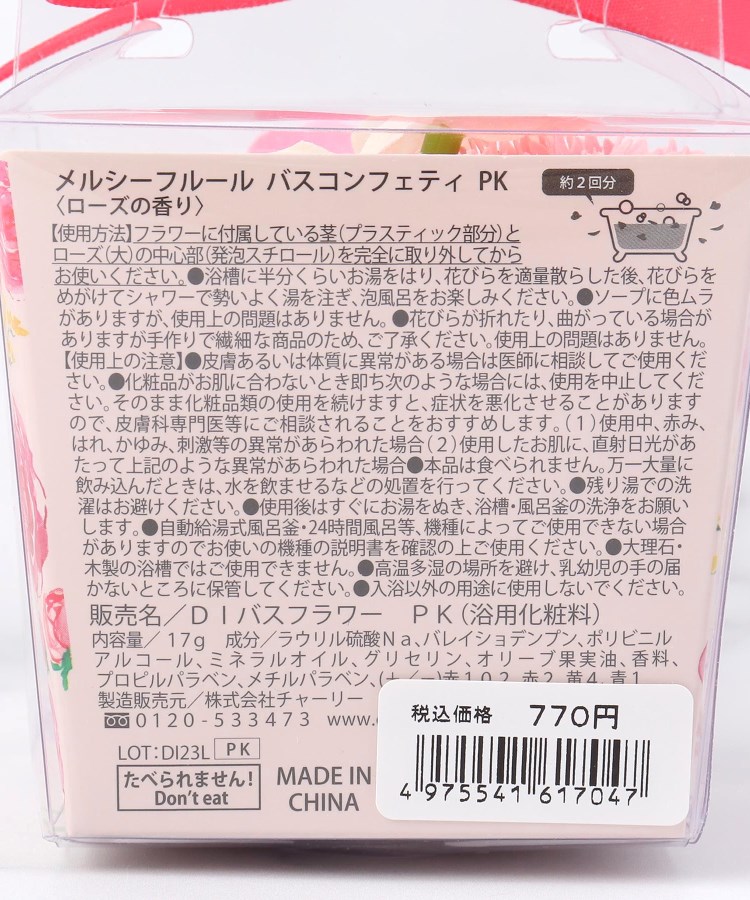 メルシーフルール バスコンフェティ PK
約2回分
〈ローズの香り〉
【使用方法】フラワーに付属している茎(プラスティック部分)と
ローズ(大)の中心部(発泡スチロール)を完全に取り外してから
お使いください。●浴槽に半分くらいお湯をはり、花びらを適量散らした後、花びらを
めがけてシャワーで勢いよく湯を注ぎ、泡風呂をお楽しみください。●ソープに色ムラ
がありますが、使用上の問題はありません。●花びらが折れたり、曲がっている場合が
ありますが手作りで繊細な商品のため、ご了承ください。使用上の問題はありません。
【使用上の注意】●皮膚あるいは体質に異常がある場合は医師に相談してご使用くだ
さい。●化粧品がお肌に合わないとき即ち次のような場合には、使用を中止してくだ
さい。そのまま化粧品類の使用を続けますと、症状を悪化させることがあります
ので、皮膚科専門医等にご相談されることをおすすめします。(1)使用中、赤み、
はれ、かゆみ、刺激等の異常があらわれた場合(2)使用したお肌に、直射日光があ
たって上記のような異常があらわれた場合●本品は食べられません。万一大量に
飲み込んだときは、水を飲ませるなどの処置を行ってください。●残り湯での洗
濯はお避けください。●使用後はすぐにお湯をぬき、浴槽・風呂釜の洗浄をお願い
します。●自動給湯式風呂釜・24時間風呂等、機種によってご使用できない場合
がありますのでお使いの機種の説明書を確認の上ご使用ください。●大理石・
木製の浴槽ではご使用できません。●高温多湿の場所を避け、乳幼児の手の届
かないところに保管してください。●入浴以外の用途に使用しないでください。
販売名/DIバスフラワー PK(浴用化粧料)
内容量/17g 成分/ラウリル硫酸Na、バレイショデンプン、ポリビニル
アルコール、ミネラルオイル、グリセリン、オリーブ果実油、香料、
プロピルパラベン、メチルパラベン、(+/-)赤102、赤2、黄4、青1
製造販売元/株式会社チャーリー
0120-533473 www.
LOT:DI23L PK
たべられません!
Don't eat
MADE IN
CHINA
税込価格 770円
4 975541 617047